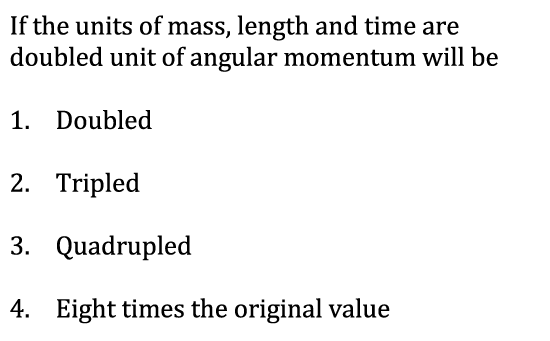 If the units of mass, length and time are
doubled unit of angular momentum will be
1. Doubled
2. Tripled
3. Quadrupled
4. Eight times the original value